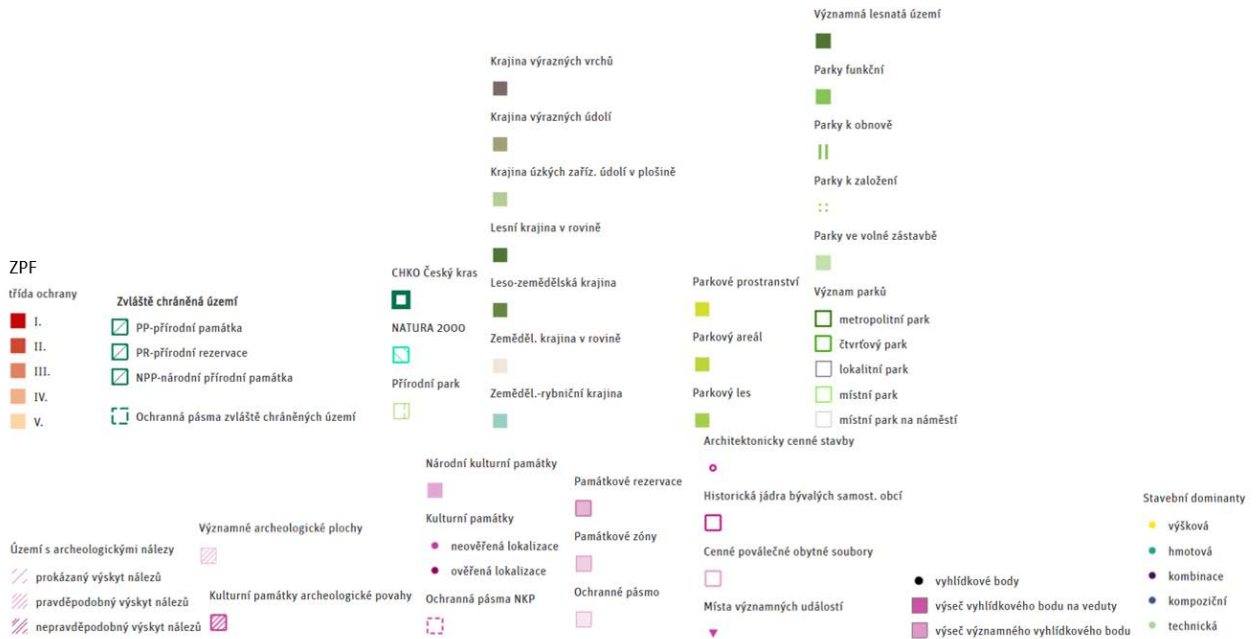 ZPF
třída ochrany
I.
II.
III.
IV.
V.
Zvláště chráněná území
PP-přírodní památka
PR-přírodní rezervace
NPP-národní přírodní památka
Ochranná pásma zvláště chráněných území
CHKO Český kras
NATURA 2000
Přírodní park
Krajina výrazných vrchů
Krajina výrazných údolí
Krajina úzkých zaříz. údolí v plošině
Lesní krajina v rovině
Leso-zemědělská krajina
Zeměděl. krajina v rovině
Zeměděl.-rybniční krajina
Parkové prostranství
Parkový areál
Parkový les
Významná lesnatá území
Parky funkční
Parky k obnově
Parky k založení
Parky ve volné zástavbě
Význam parků
metropolitní park
čtvrťový park
lokalitní park
místní park
místní park na náměstí
Území s archeologickými nálezy
prokázaný výskyt nálezů
pravděpodobný výskyt nálezů
nepravděpodobný výskyt nálezů
Významné archeologické plochy
Kulturní památky archeologické povahy
Národní kulturní památky
Kulturní památky
neověřená lokalizace
ověřená lokalizace
Ochranná pásma NKP
Památkové rezervace
Památkové zóny
Ochranné pásmo
Architektonicky cenné stavby
Historická jádra bývalých samost. obcí
Cenné poválečné obytné soubory
Místa významných událostí
vyhlídkové body
výseč vyhlídkového bodu na veduty
výseč významného vyhlídkového bodu
Stavební dominanty
výšková
hmotová
kombinace
kompoziční
technická